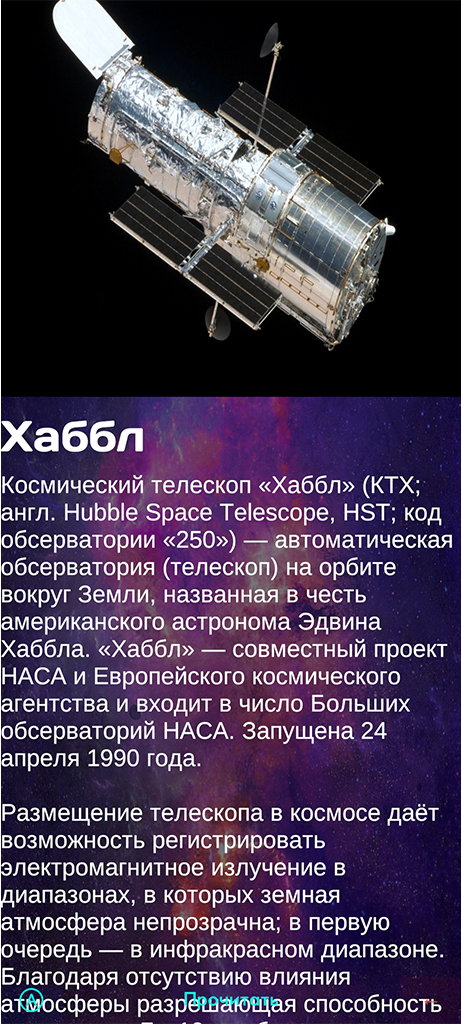 Хаббл
Космический телескоп «Хаббл» (КТХ;
англ. Hubble Space Telescope, HST; код
обсерватории «250») — автоматическая
обсерватория (телескоп) на орбите
вокруг Земли, названная в честь
американского астронома Эдвина
Хаббла. «Хаббл» — совместный проект
НАСА и Европейского космического
агентства и входит в число Больших
обсерваторий НАСА. Запущена 24
апреля 1990 года.
Размещение телескопа в космосе даёт
возможность регистрировать
электромагнитное излучение в
диапазонах, в которых земная
атмосфера непрозрачна; в первую
очередь — в инфракрасном диапазоне.
Благодаря отсутствию влияния
атмосферы разрешающая способность
Прочитать